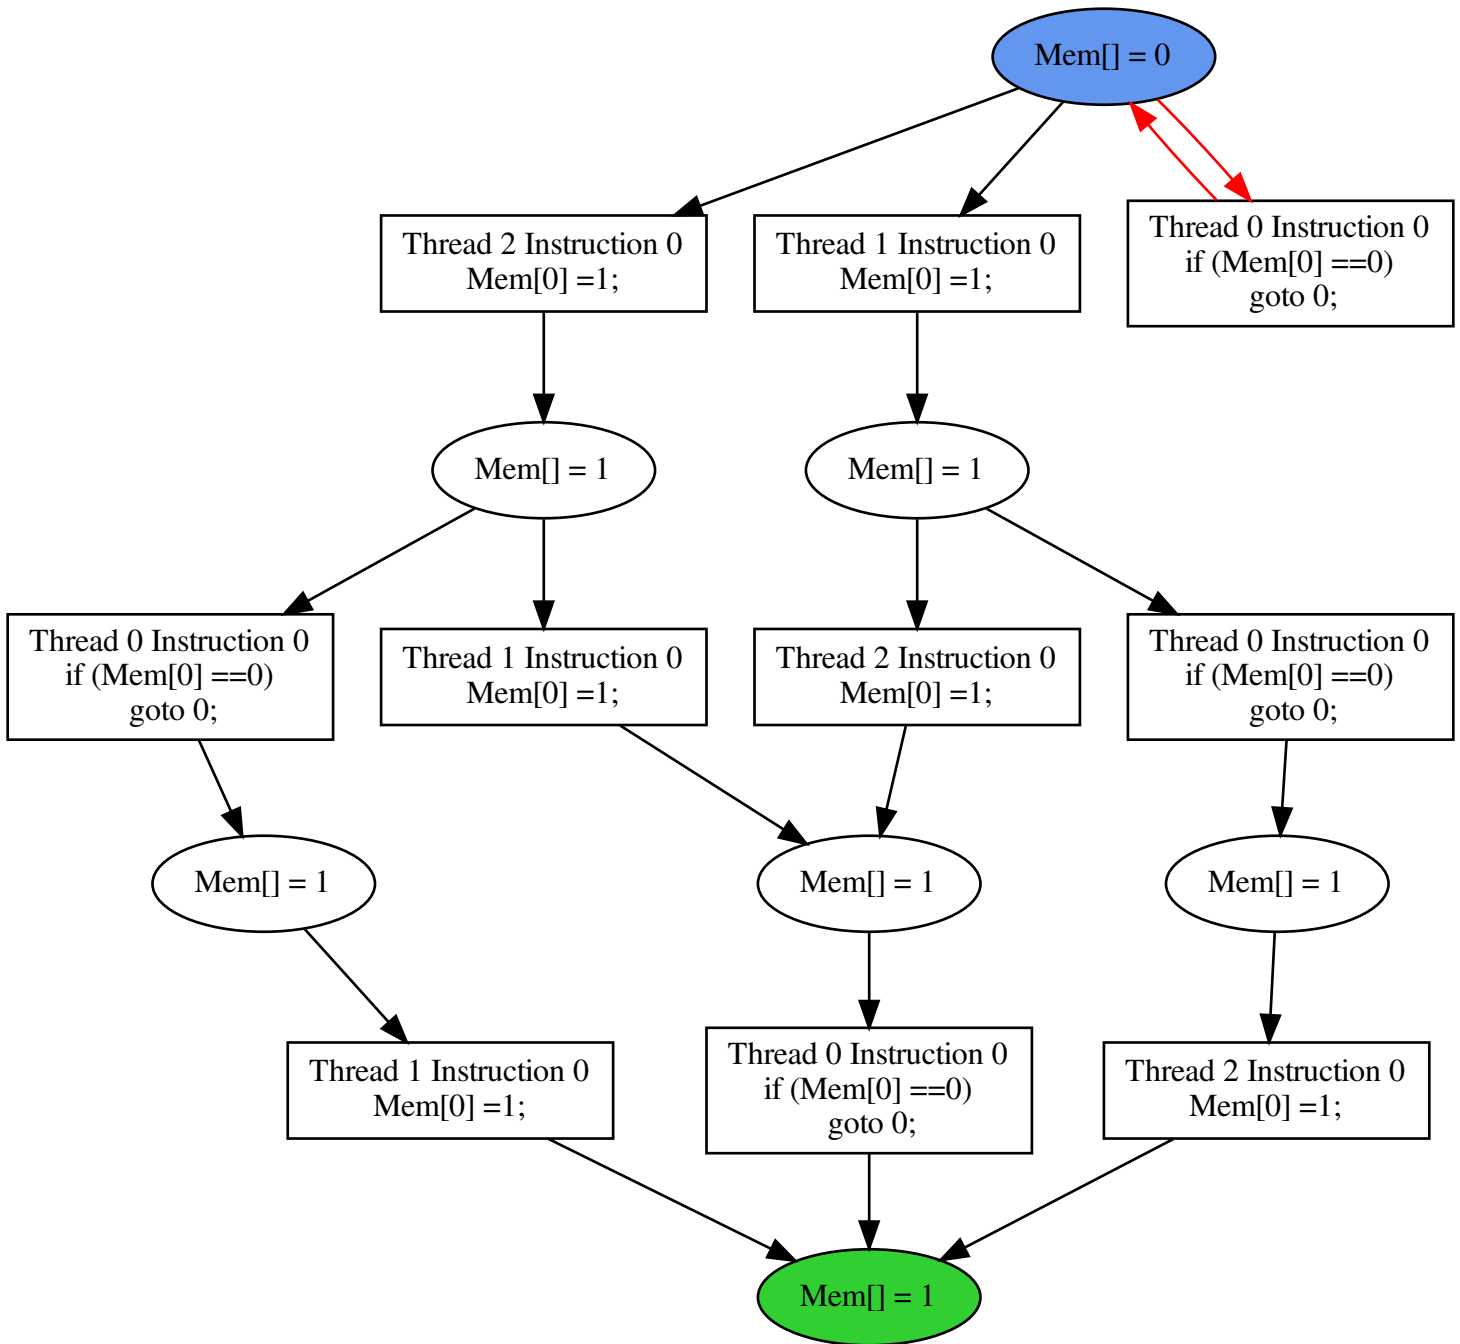 Mem[] = 0
Thread 2 Instruction 0
Mem[0] =1;
Thread 1 Instruction 0
Mem[0] =1;
Thread 0 Instruction 0
if (Mem[0] ==0)
goto 0;
Mem[] = 1
Mem[] = 1
Thread 0 Instruction 0
if (Mem[0] ==0)
goto 0;
Thread 1 Instruction 0
Mem[0] =1;
Thread 2 Instruction 0
Mem[0] =1;
Thread 0 Instruction 0
if (Mem[0] ==0)
goto 0;
Mem[] = 1
Mem[] = 1
Mem[] = 1
Thread 1 Instruction 0
Mem[0] =1;
Thread 0 Instruction 0
if (Mem[0] ==0)
goto 0;
Thread 2 Instruction 0
Mem[0] =1;
Mem[] = 1